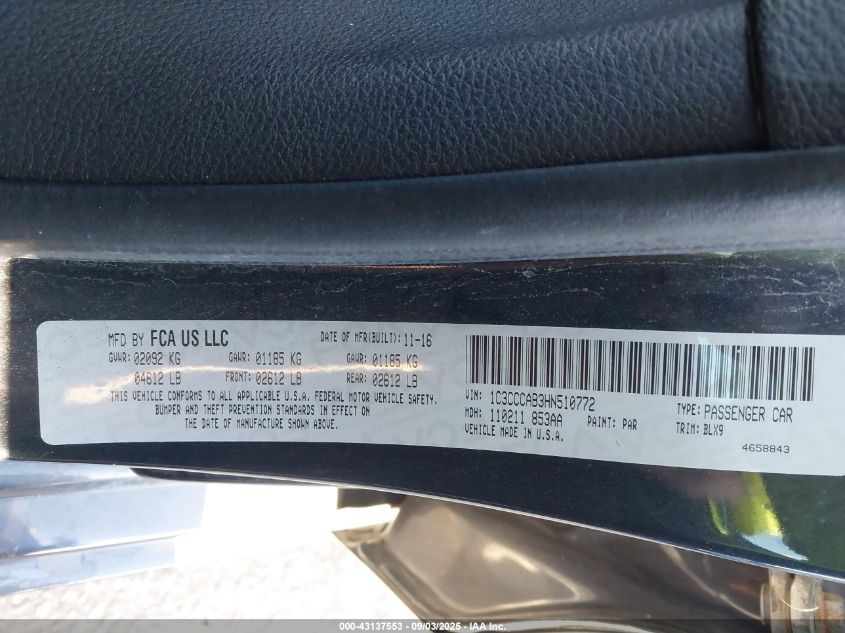 MFD BY FCA US LLC DATE OF MFR(BUILT): 11-16
GVWR: 02092 KG GAWR: 01185 KG GAWR: 01185 KG
04612 LB FRONT: 02612 LB REAR: 02612 LB
THIS VEHICLE CONFORMS TO ALL APPLICABLE U.S.A. FEDERAL MOTOR VEHICLE SAFETY,
BUMPER AND THEFT PREVENTION STANDARDS IN EFFECT ON
THE DATE OF MANUFACTURE SHOWN ABOVE.
VIN: 1C3CCCAB3HN510772 TYPE: PASSENGER CAR
MDH: 110211 853AA PAINT: PAR TRIM: BLX9
VEHICLE MADE IN U.S.A.
4658843
000-43137553 - 09/03/2025 - IAA Inc.